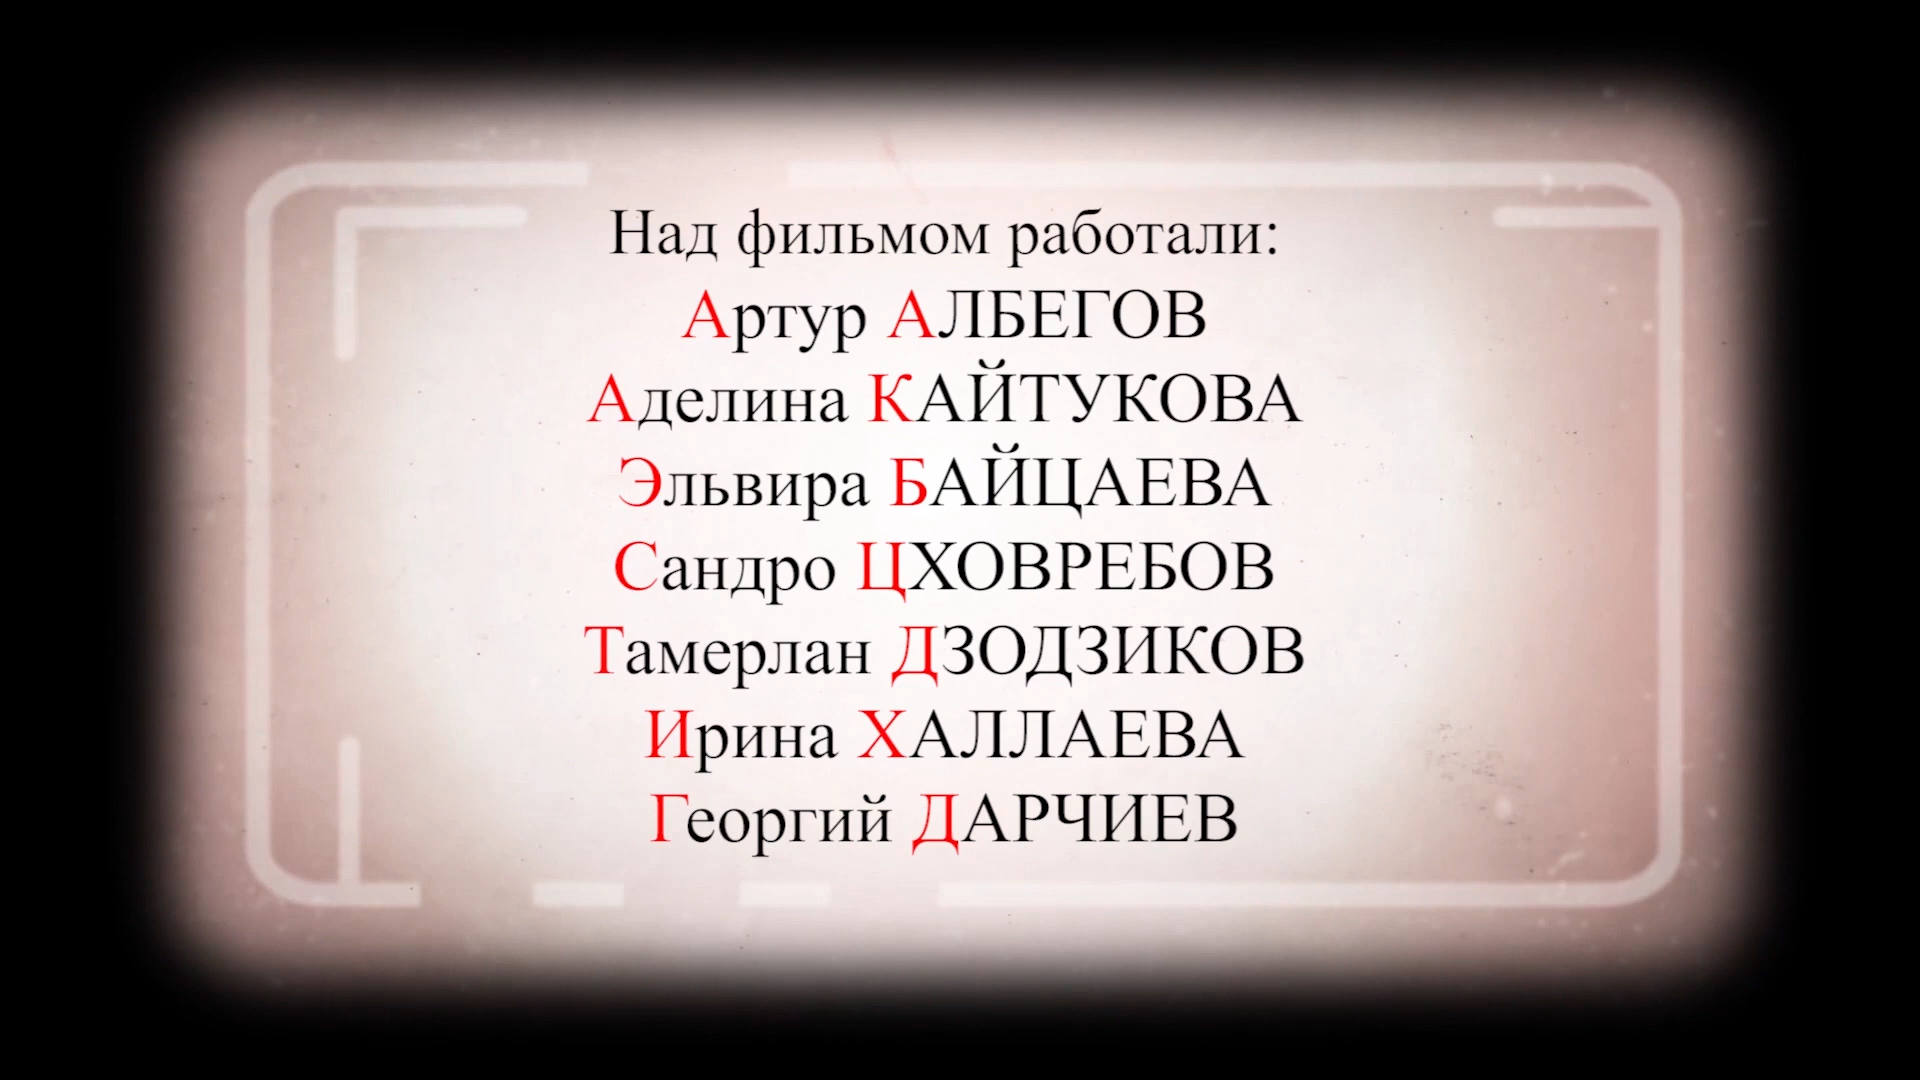 Над фильмом работали:
Артур АЛБЕГОВ
Аделина КАЙТУКОВА
Эльвира БАЙЦАЕВА
Сандро ЦХОВРЕБОВ
Тамерлан ДЗОДЗИКОВ
Ирина ХАЛЛАЕВА
Георгий ДАРЧИЕВ